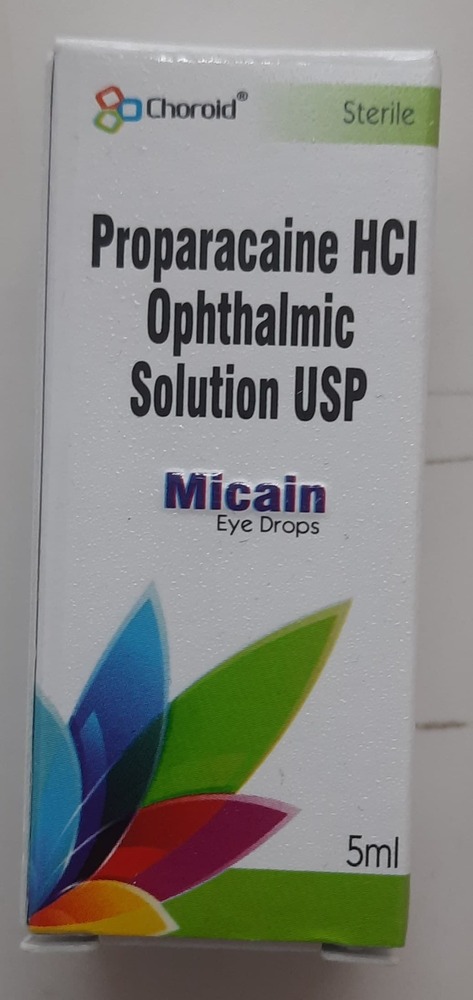 Choroid®
Sterile
Proparacaine HCl
Ophthalmic
Solution USP
Micain
Eye Drops
5ml